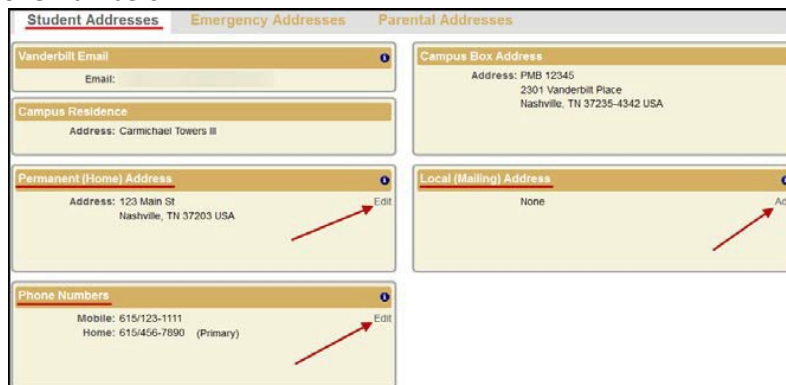 Student Addresses Emergency Addresses Parental Addresses
Vanderbilt Email
Email:
Campus Residence
Address: Carmichael Towers III
Campus Box Address
Address: PMB 12345
2301 Vanderbilt Place
Nashville, TN 37235-4342 USA
Permanent (Home) Address
Address: 123 Main St
Nashville, TN 37203 USA
Edit
Local (Mailing) Address
None
Phone Numbers
Mobile: 615/123-1111
Home: 615/456-7890 (Primary)
Edit